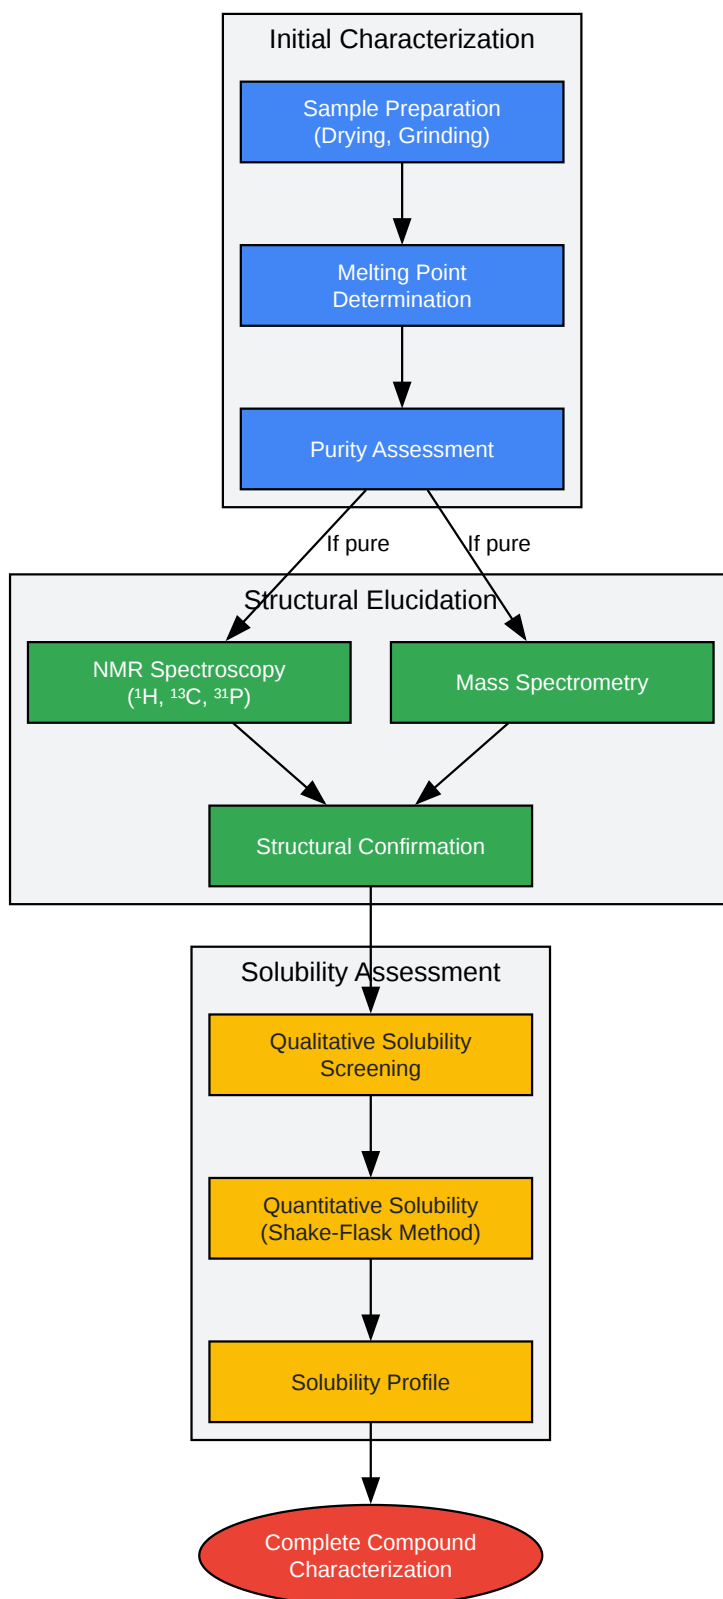 Initial Characterization
Sample Preparation
(Drying, Grinding)
Melting Point
Determination
Purity Assessment
If pure
If pure
Structural Elucidation
NMR Spectroscopy
(¹H, ¹³C, ³¹P)
Mass Spectrometry
Structural Confirmation
Solubility Assessment
Qualitative Solubility
Screening
Quantitative Solubility
(Shake-Flask Method)
Solubility Profile
Complete Compound
Characterization